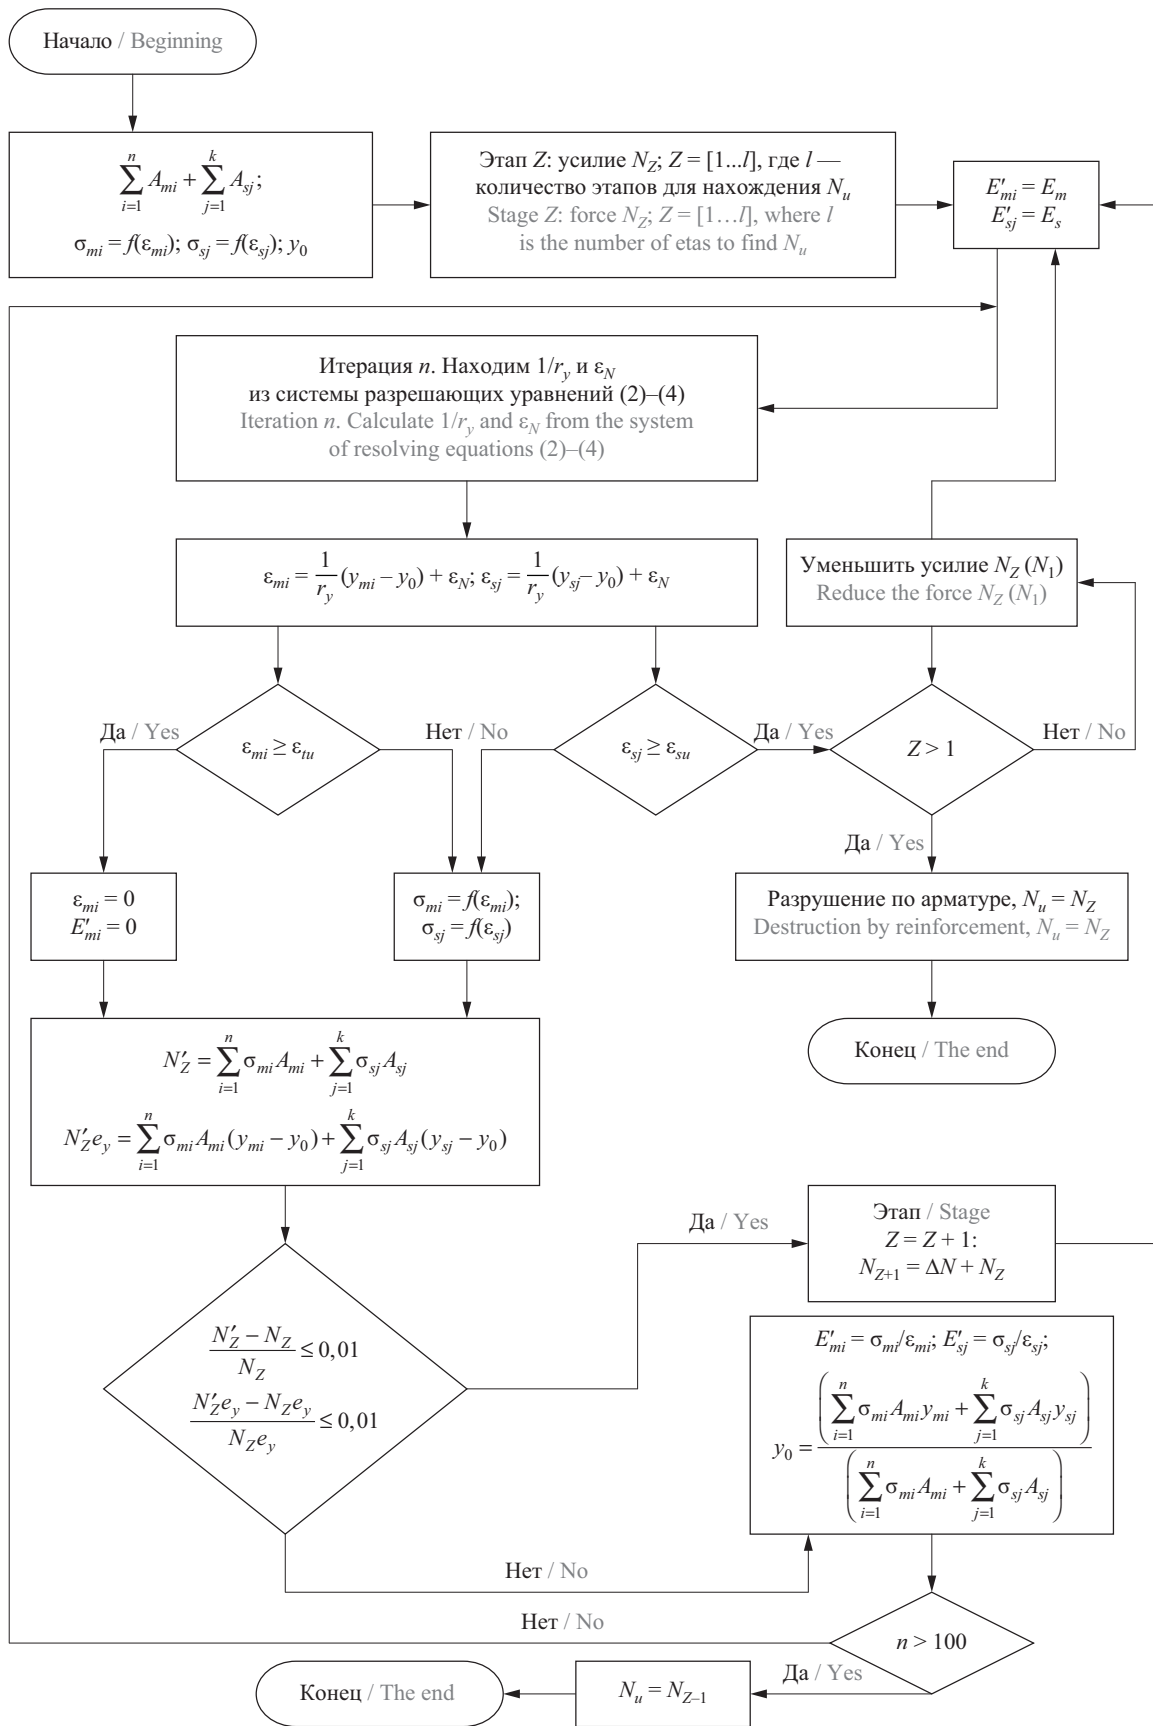 Начало / Beginning
∑_{i=1}^{n} A_{mi} + ∑_{j=1}^{k} A_{sj};
σ_{mi} = f(ε_{mi}); σ_{sj} = f(ε_{sj}); y_0
Этап Z: усилие N_Z; Z = [1...l], где l —
количество этапов для нахождения N_u
Stage Z: force N_Z; Z = [1…l], where l
is the number of etas to find N_u
E′_{mi} = E_m
E′_{sj} = E_s
Итерация n. Находим 1/r_y и ε_N
из системы разрешающих уравнений (2)–(4)
Iteration n. Calculate 1/r_y and ε_N from the system
of resolving equations (2)–(4)
ε_{mi} = \frac{1}{r_y}(y_{mi} – y_0) + ε_N; ε_{sj} = \frac{1}{r_y}(y_{sj} – y_0) + ε_N
Уменьшить усилие N_Z (N_1)
Reduce the force N_Z (N_1)
Да / Yes
ε_{mi} ≥ ε_{tu}
Нет / No
ε_{sj} ≥ ε_{su}
Да / Yes
Z > 1
Нет / No
Да / Yes
ε_{mi} = 0
E′_{mi} = 0
σ_{mi} = f(ε_{mi});
σ_{sj} = f(ε_{sj})
Разрушение по арматуре, N_u = N_Z
Destruction by reinforcement, N_u = N_Z
Конец / The end
N′_Z = ∑_{i=1}^{n} σ_{mi} A_{mi} + ∑_{j=1}^{k} σ_{sj} A_{sj}
N′_Z e_y = ∑_{i=1}^{n} σ_{mi} A_{mi} (y_{mi} – y_0) + ∑_{j=1}^{k} σ_{sj} A_{sj} (y_{sj} – y_0)
Да / Yes
Этап / Stage
Z = Z + 1:
N_{Z+1} = ΔN + N_Z
\frac{N′_Z – N_Z}{N_Z} ≤ 0,01
\frac{N′_Z e_y – N_Z e_y}{N_Z e_y} ≤ 0,01
E′_{mi} = σ_{mi}/ε_{mi}; E′_{sj} = σ_{sj}/ε_{sj};
y_0 = \frac{(∑_{i=1}^{n} σ_{mi} A_{mi} y_{mi} + ∑_{j=1}^{k} σ_{sj} A_{sj} y_{sj})}{(∑_{i=1}^{n} σ_{mi} A_{mi} + ∑_{j=1}^{k} σ_{sj} A_{sj})}
Нет / No
Нет / No
n > 100
Да / Yes
N_u = N_{Z–1}
Конец / The end